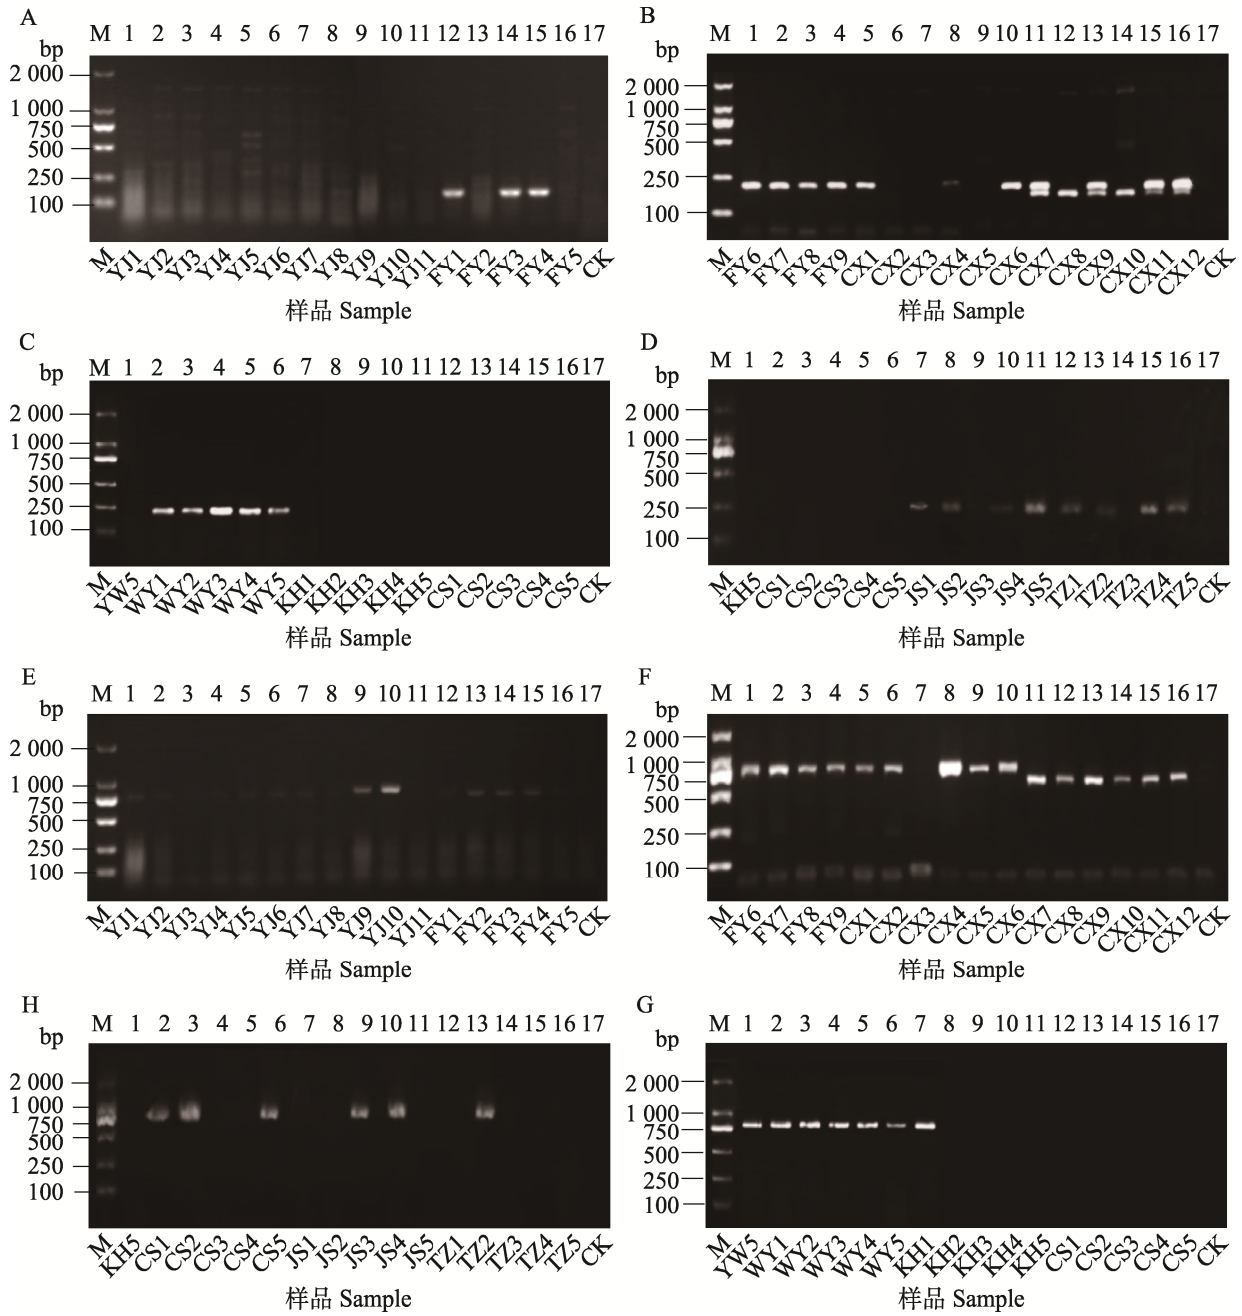 A
M 1 2 3 4 5 6 7 8 9 10 11 12 13 14 15 16 17
bp
2 000
1 000
750
500
250
100
M YJ1 YJ2 YJ3 YJ4 YJ5 YJ6 YJ7 YJ8 YJ9 YJ10 YJ11 FY1 FY2 FY3 FY4 FY5 CK
样品 Sample
B
M 1 2 3 4 5 6 7 8 9 10 11 12 13 14 15 16 17
bp
2 000
1 000
750
500
250
100
M FY6 FY7 FY8 FY9 CX1 CX2 CX3 CX4 CX5 CX6 CX7 CX8 CX9 CX10 CX11 CX12 CK
样品 Sample
C
M 1 2 3 4 5 6 7 8 9 10 11 12 13 14 15 16 17
bp
2 000
1 000
750
500
250
100
M YW5 WY1 WY2 WY3 WY4 WY5 KH1 KH2 KH3 KH4 KH5 CS1 CS2 CS3 CS4 CS5 CK
样品 Sample
D
M 1 2 3 4 5 6 7 8 9 10 11 12 13 14 15 16 17
bp
2 000
1 000
750
500
250
100
M KH5 CS1 CS2 CS3 CS4 CS5 JS1 JS2 JS3 JS4 JS5 TZ1 TZ2 TZ3 TZ4 TZ5 CK
样品 Sample
E
M 1 2 3 4 5 6 7 8 9 10 11 12 13 14 15 16 17
bp
2 000
1 000
750
500
250
100
M YJ1 YJ2 YJ3 YJ4 YJ5 YJ6 YJ7 YJ8 YJ9 YJ10 YJ11 FY1 FY2 FY3 FY4 FY5 CK
样品 Sample
F
M 1 2 3 4 5 6 7 8 9 10 11 12 13 14 15 16 17
bp
2 000
1 000
750
500
250
100
M FY6 FY7 FY8 FY9 CX1 CX2 CX3 CX4 CX5 CX6 CX7 CX8 CX9 CX10 CX11 CX12 CK
样品 Sample
H
M 1 2 3 4 5 6 7 8 9 10 11 12 13 14 15 16 17
bp
2 000
1 000
750
500
250
100
M KH5 CS1 CS2 CS3 CS4 CS5 JS1 JS2 JS3 JS4 JS5 TZ1 TZ2 TZ3 TZ4 TZ5 CK
样品 Sample
G
M 1 2 3 4 5 6 7 8 9 10 11 12 13 14 15 16 17
bp
2 000
1 000
750
500
250
100
M YW5 WY1 WY2 WY3 WY4 WY5 KH1 KH2 KH3 KH4 KH5 CS1 CS2 CS3 CS4 CS5 CK
样品 Sample